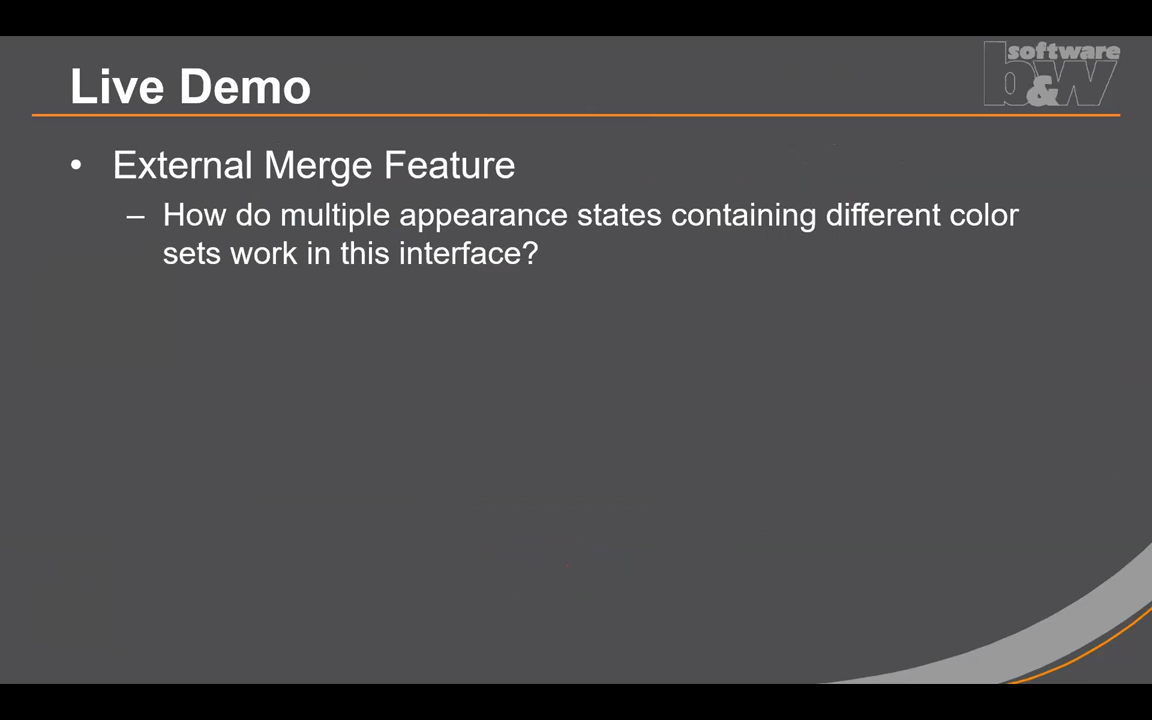 software
b&w
Live Demo
• External Merge Feature
– How do multiple appearance states containing different color
sets work in this interface?